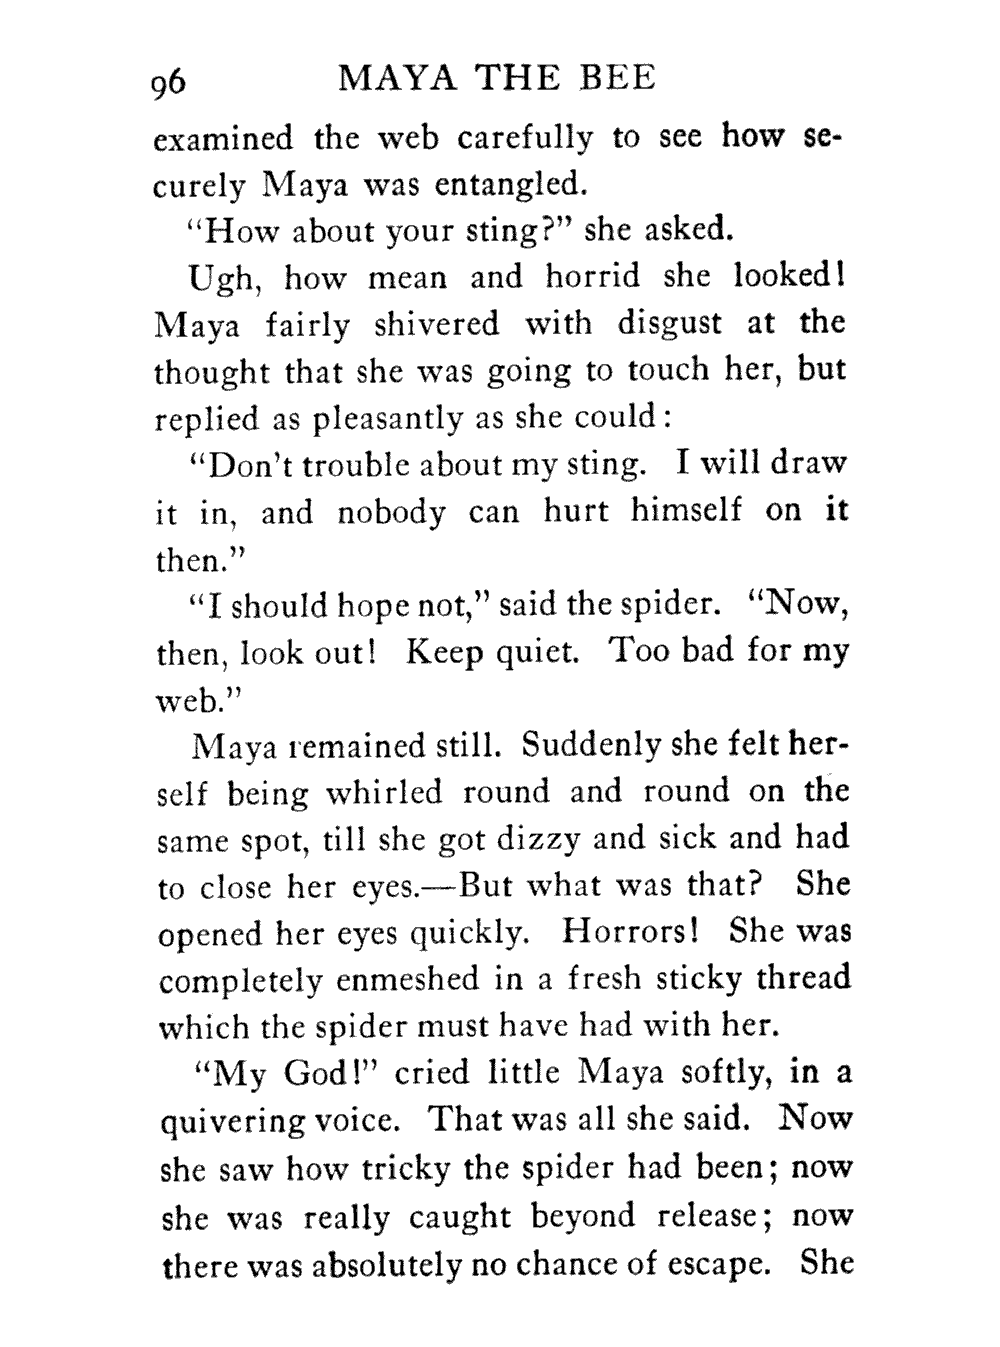 96 MAYA THE BEE
examined the web carefully to see how se-
curely Maya was entangled.
“How about your sting?” she asked.
Ugh, how mean and horrid she looked!
Maya fairly shivered with disgust at the
thought that she was going to touch her, but
replied as pleasantly as she could:
“Don’t trouble about my sting. I will draw
it in, and nobody can hurt himself on it
then.”
“I should hope not,” said the spider. “Now,
then, look out! Keep quiet. Too bad for my
web.”
Maya remained still. Suddenly she felt her-
self being whirled round and round on the
same spot, till she got dizzy and sick and had
to close her eyes.—But what was that? She
opened her eyes quickly. Horrors! She was
completely enmeshed in a fresh sticky thread
which the spider must have had with her.
“My God!” cried little Maya softly, in a
quivering voice. That was all she said. Now
she saw how tricky the spider had been; now
she was really caught beyond release; now
there was absolutely no chance of escape. She